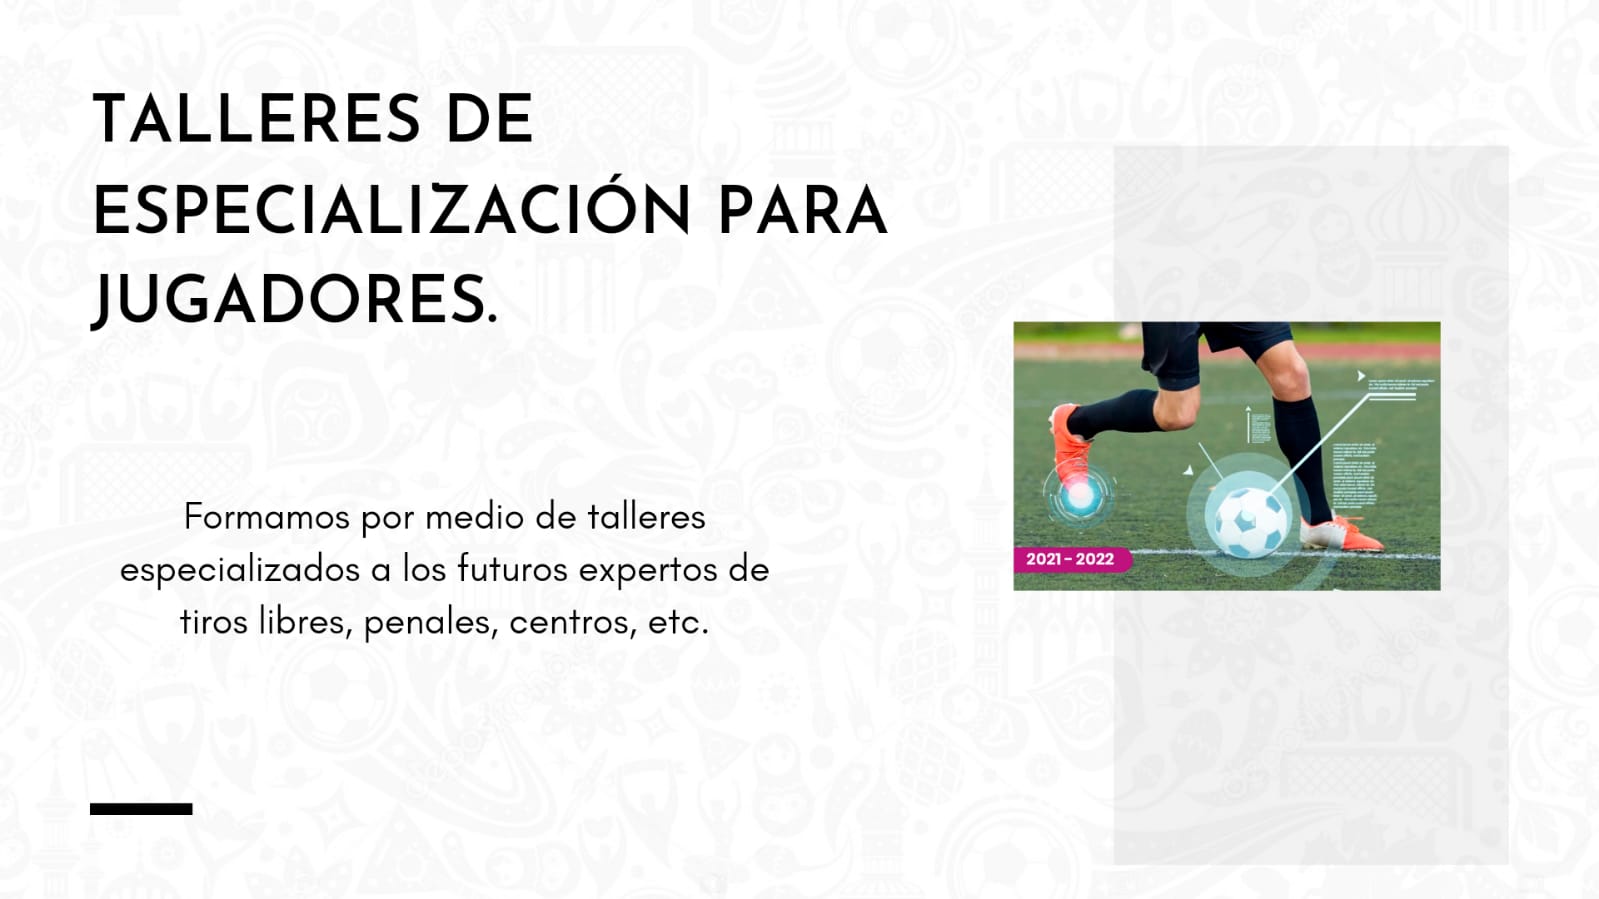 TALLERES DE
ESPECIALIZACIÓN PARA
JUGADORES.
Formamos por medio de talleres
especializados a los futuros expertos de
tiros libres, penales, centros, etc.
2021 - 2022